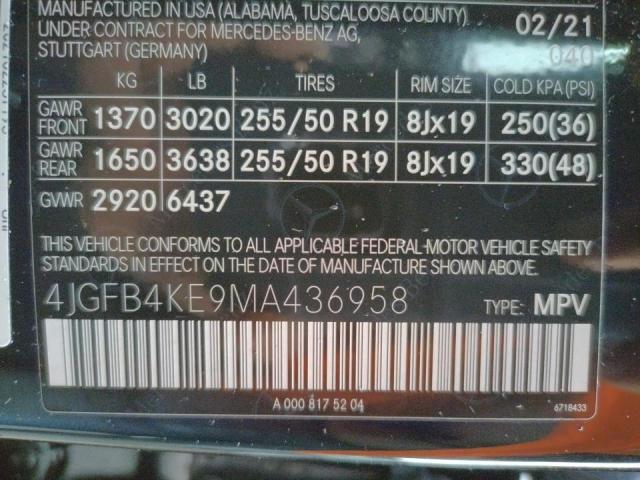 MANUFACTURED IN USA (ALABAMA, TUSCALOOSA COUNTY)
UNDER CONTRACT FOR MERCEDES-BENZ AG,
STUTTGART (GERMANY)
02/21
040
KG LB TIRES RIM SIZE COLD KPA(PSI)
GAWR FRONT 1370 3020 255/50 R19 8Jx19 250(36)
GAWR REAR 1650 3638 255/50 R19 8Jx19 330(48)
GVWR 2920 6437
THIS VEHICLE CONFORMS TO ALL APPLICABLE FEDERAL MOTOR VEHICLE SAFETY
STANDARDS IN EFFECT ON THE DATE OF MANUFACTURE SHOWN ABOVE.
4JGFB4KE9MA436958 TYPE: MPV
A 000 817 52 04
6718433